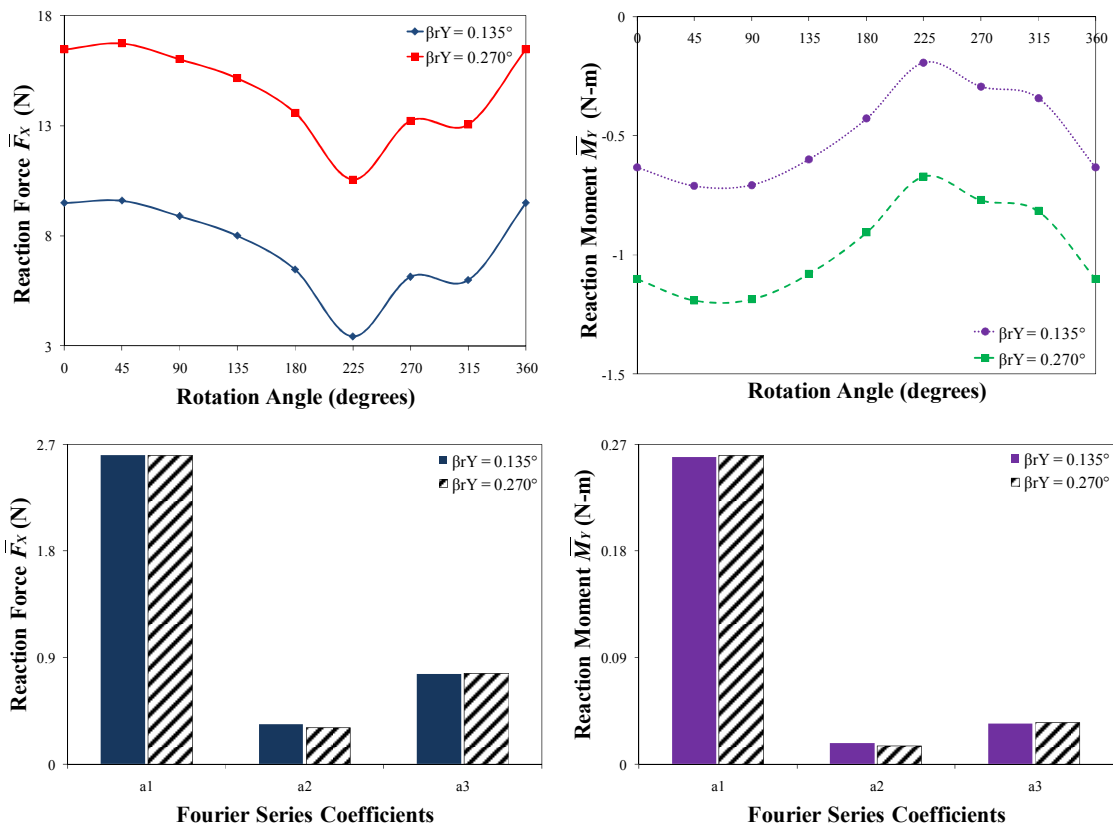 18
13
8
3
Reaction Force F̅X (N)
βrY = 0.135°
βrY = 0.270°
0 45 90 135 180 225 270 315 360
Rotation Angle (degrees)
0
-0.5
-1
-1.5
Reaction Moment M̅Y (N-m)
0 45 90 135 180 225 270 315 360
βrY = 0.135°
βrY = 0.270°
Rotation Angle (degrees)
2.7
1.8
0.9
0
Reaction Force F̅X (N)
βrY = 0.135°
βrY = 0.270°
a1 a2 a3
Fourier Series Coefficients
0.27
0.18
0.09
0
Reaction Moment M̅Y (N-m)
βrY = 0.135°
βrY = 0.270°
a1 a2 a3
Fourier Series Coefficients